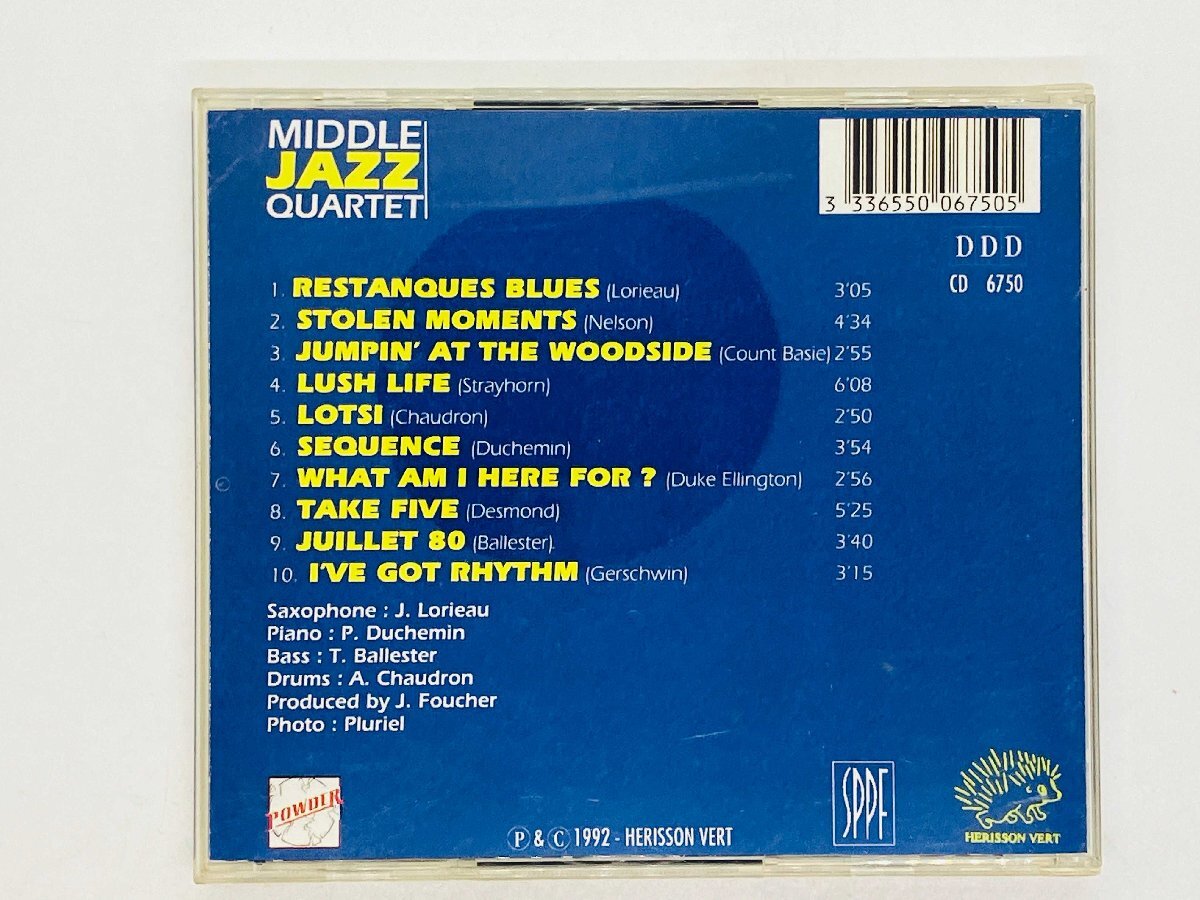 MIDDLE
JAZZ
QUARTET
3 336550 067505
DDD
CD 6750
1. RESTANQUES BLUES (Lorieau) 3'05
2. STOLEN MOMENTS (Nelson) 4'34
3. JUMPIN' AT THE WOODSIDE (Count Basie) 2'55
4. LUSH LIFE (Strayhorn) 6'08
5. LOTSI (Chaudron) 2'50
6. SEQUENCE (Duchemin) 3'54
7. WHAT AM I HERE FOR ? (Duke Ellington) 2'56
8. TAKE FIVE (Desmond) 5'25
9. JUILLET 80 (Ballester). 3'40
10. I'VE GOT RHYTHM (Gerschwin) 3'15
Saxophone : J. Lorieau
Piano : P. Duchemin
Bass : T. Ballester
Drums : A. Chaudron
Produced by J. Foucher
Photo : Pluriel
POWDER
Ⓟ & Ⓒ 1992 - HERISSON VERT
SPPF
HERISSON VERT